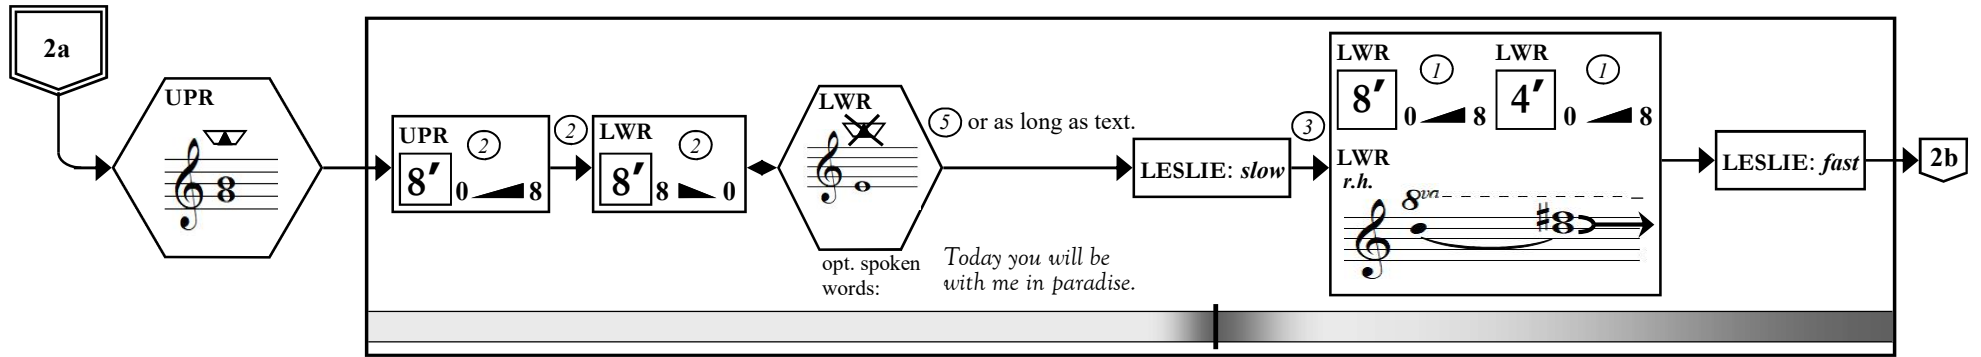 2a
UPR
UPR
2
8′ 0 8
2
LWR
2
8′ 8 0
LWR
5 or as long as text.
opt. spoken
words:
Today you will be
with me in paradise.
LESLIE: slow
3
LWR
1
8′ 0 8
LWR
1
4′ 0 8
LWR
r.h.
8va
LESLIE: fast
2b